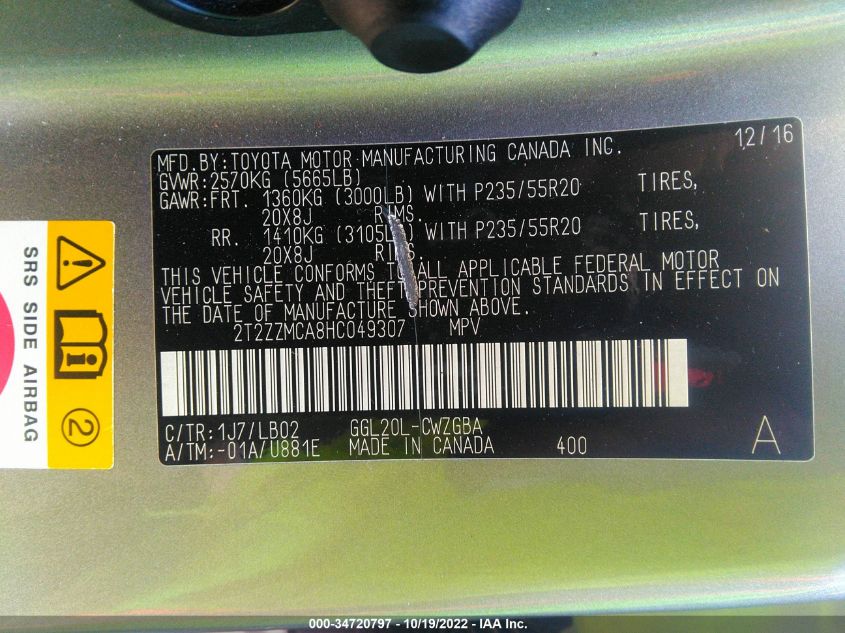 12/16
MFD.BY:TOYOTA MOTOR MANUFACTURING CANADA INC.
GVWR:2570KG (5665LB)
GAWR:FRT. 1360KG (3000LB) WITH P235/55R20 TIRES,
20X8J RIMS.
RR. 1410KG (3105LB) WITH P235/55R20 TIRES,
20X8J RIMS.
THIS VEHICLE CONFORMS TO ALL APPLICABLE FEDERAL MOTOR
VEHICLE SAFETY AND THEFT PREVENTION STANDARDS IN EFFECT ON
THE DATE OF MANUFACTURE SHOWN ABOVE.
2T2ZZMCA8HC049307 MPV
C/TR:1J7/LB02 GGL20L-CWZGBA
A/TM:-01A/U881E MADE IN CANADA 400 A
SRS SIDE AIRBAG
2
000-34720797 - 10/19/2022 - IAA Inc.